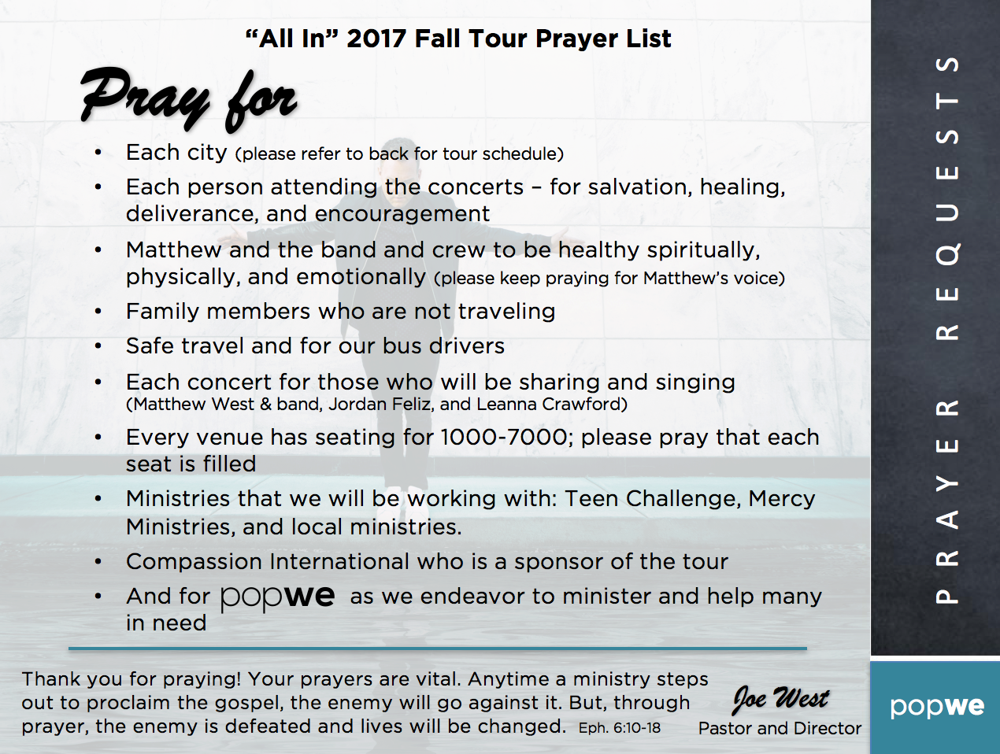 “All In” 2017 Fall Tour Prayer List
Pray for
• Each city (please refer to back for tour schedule)
• Each person attending the concerts – for salvation, healing,
deliverance, and encouragement
• Matthew and the band and crew to be healthy spiritually,
physically, and emotionally (please keep praying for Matthew’s voice)
• Family members who are not traveling
• Safe travel and for our bus drivers
• Each concert for those who will be sharing and singing
(Matthew West & band, Jordan Feliz, and Leanna Crawford)
• Every venue has seating for 1000-7000; please pray that each
seat is filled
• Ministries that we will be working with: Teen Challenge, Mercy
Ministries, and local ministries.
• Compassion International who is a sponsor of the tour
• And for popwe as we endeavor to minister and help many
in need
Thank you for praying! Your prayers are vital. Anytime a ministry steps
out to proclaim the gospel, the enemy will go against it. But, through
prayer, the enemy is defeated and lives will be changed. Eph. 6:10-18
Joe West
Pastor and Director
PRAYER REQUESTS
popwe